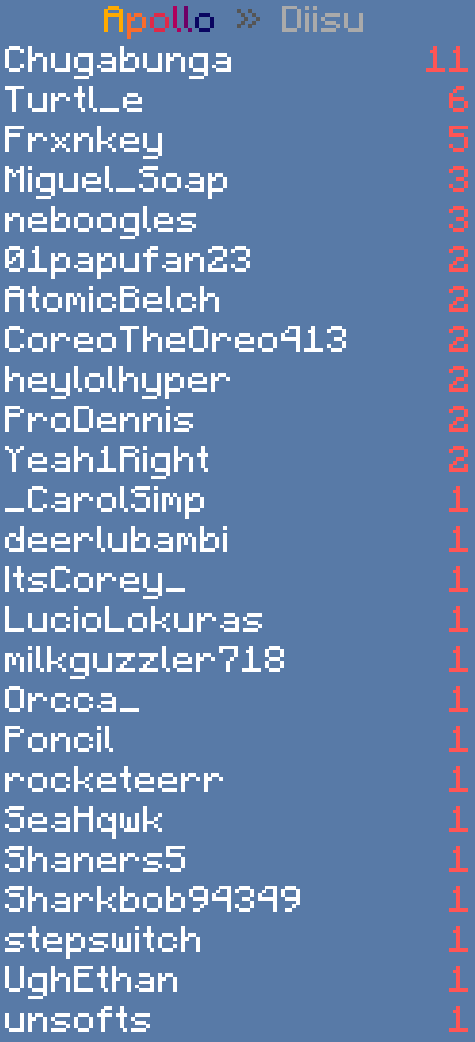 Apollo » Diisu
Chugabunga 11
Turtl_e 6
Frxnkey 5
Miguel_Soap 3
neboogles 3
01papufan23 2
AtomicBelch 2
CoreoTheOreo413 2
heylolhyper 2
ProDennis 2
Yeah1Right 2
_CarolSimp 1
deerlubambi 1
ItsCorey_ 1
LucioLokuras 1
milkguzzler718 1
Orcca_ 1
Poncil 1
rocketeerr 1
SeaHqwk 1
Shaners5 1
Sharkbob94349 1
stepswitch 1
UghEthan 1
unsofts 1